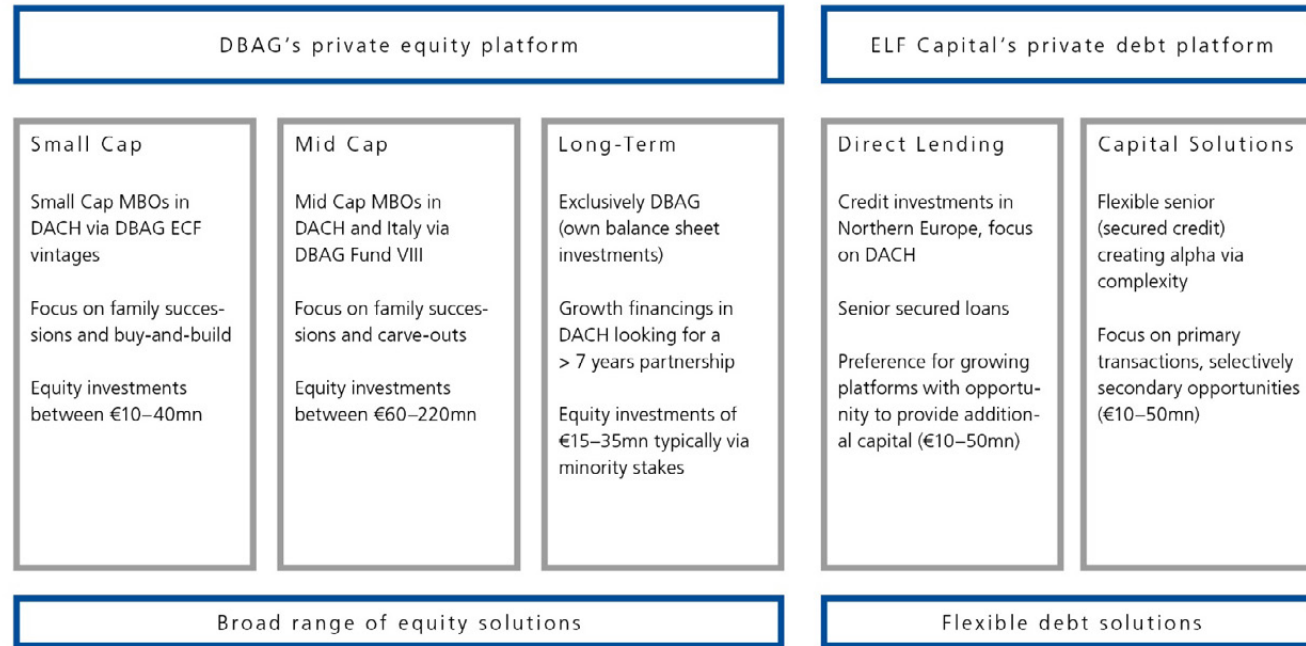 DBAG's private equity platform
ELF Capital's private debt platform
Small Cap
Small Cap MBOs in
DACH via DBAG ECF
vintages
Focus on family succes-
sions and buy-and-build
Equity investments
between €10–40mn
Mid Cap
Mid Cap MBOs in
DACH and Italy via
DBAG Fund VIII
Focus on family succes-
sions and carve-outs
Equity investments
between €60–220mn
Long-Term
Exclusively DBAG
(own balance sheet
investments)
Growth financings in
DACH looking for a
> 7 years partnership
Equity investments of
€15–35mn typically via
minority stakes
Direct Lending
Credit investments in
Northern Europe, focus
on DACH
Senior secured loans
Preference for growing
platforms with opportu-
nity to provide addition-
al capital (€10–50mn)
Capital Solutions
Flexible senior
(secured credit)
creating alpha via
complexity
Focus on primary
transactions, selectively
secondary opportunities
(€10–50mn)
Broad range of equity solutions
Flexible debt solutions